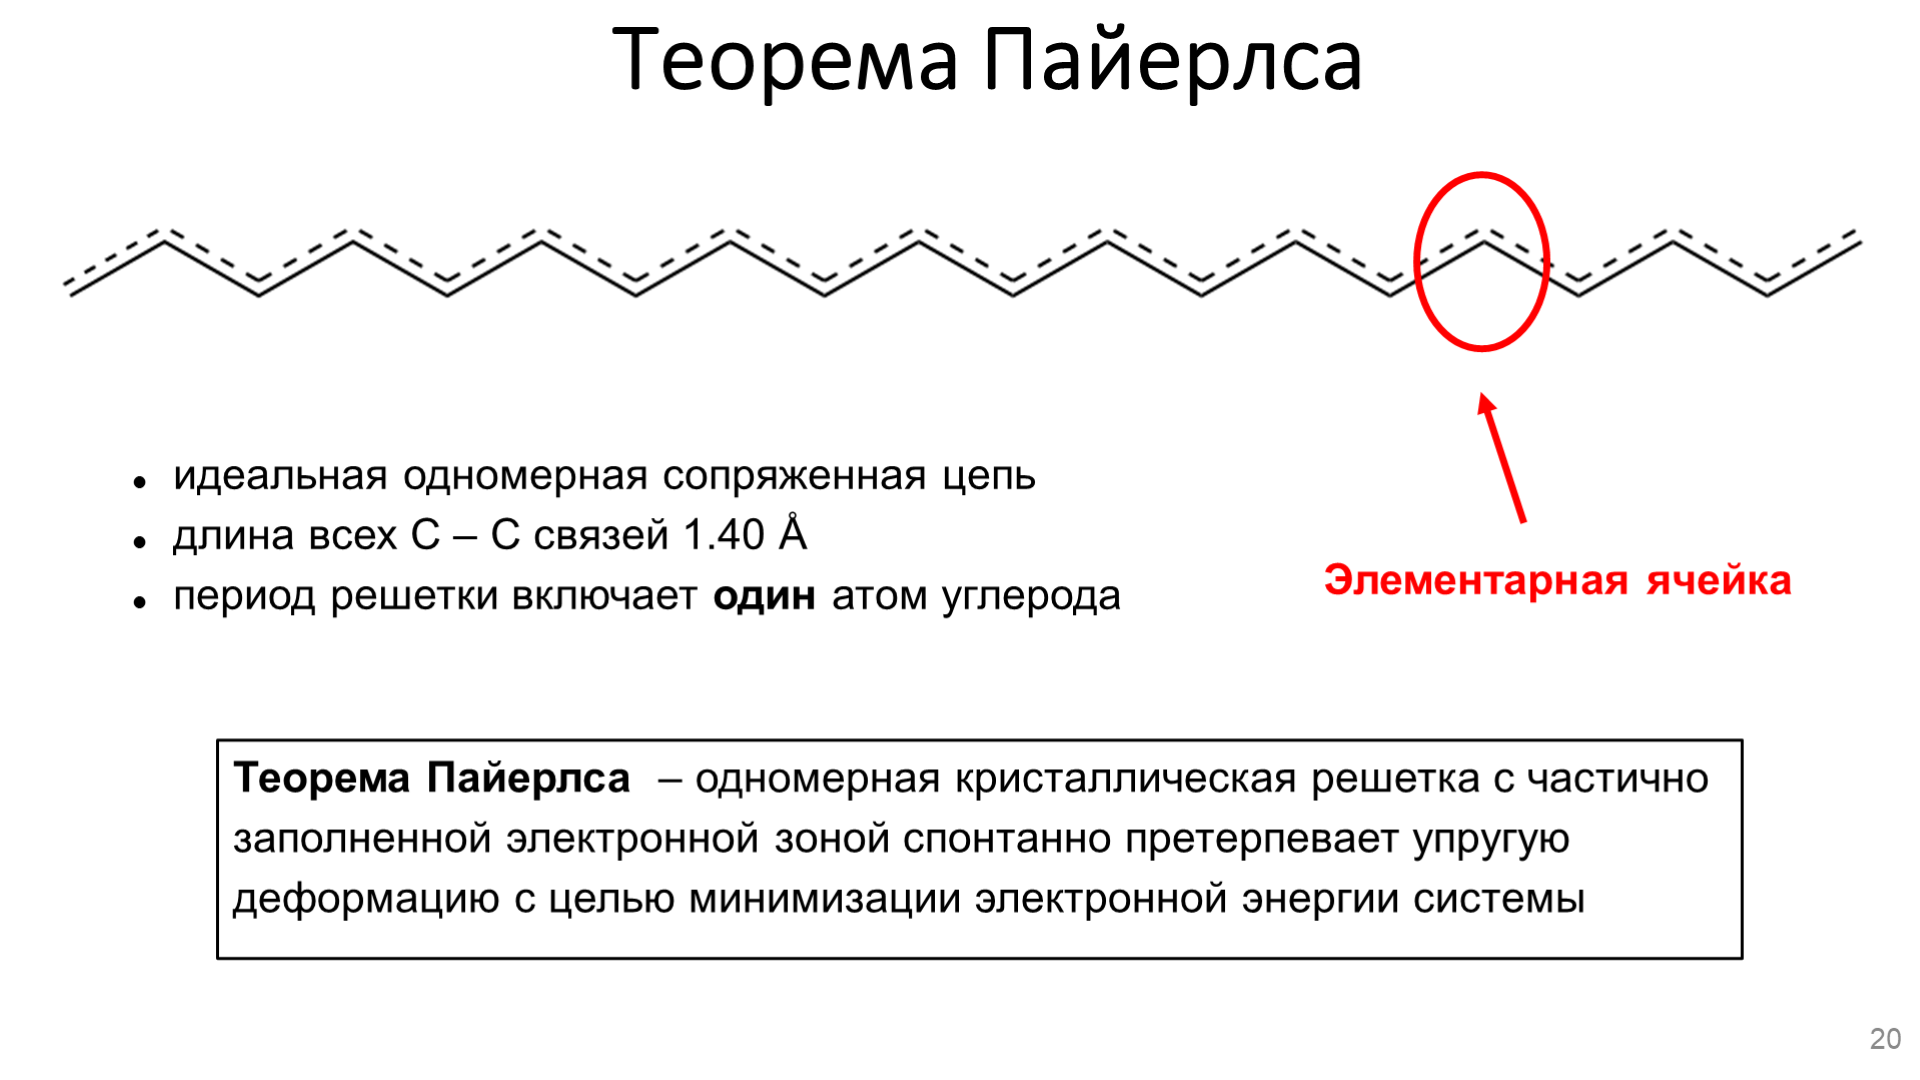 Теорема Пайерлса
• идеальная одномерная сопряженная цепь
• длина всех С – С связей 1.40 Å
• период решетки включает один атом углерода
Элементарная ячейка
Теорема Пайерлса – одномерная кристаллическая решетка с частично
заполненной электронной зоной спонтанно претерпевает упругую
деформацию с целью минимизации электронной энергии системы
20